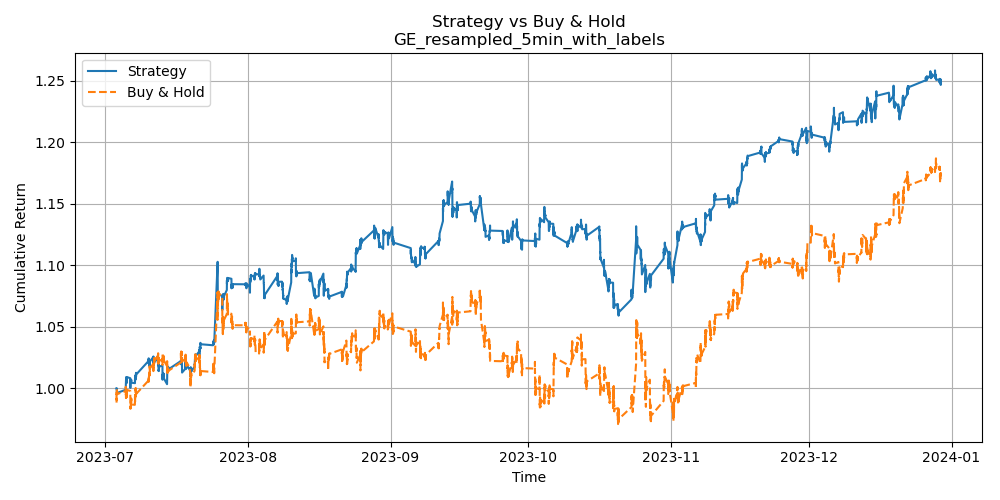 Strategy vs Buy & Hold
GE_resampled_5min_with_labels
Strategy
Buy & Hold
1.25
1.20
1.15
1.10
1.05
1.00
Cumulative Return
2023-07
2023-08
2023-09
2023-10
2023-11
2023-12
2024-01
Time